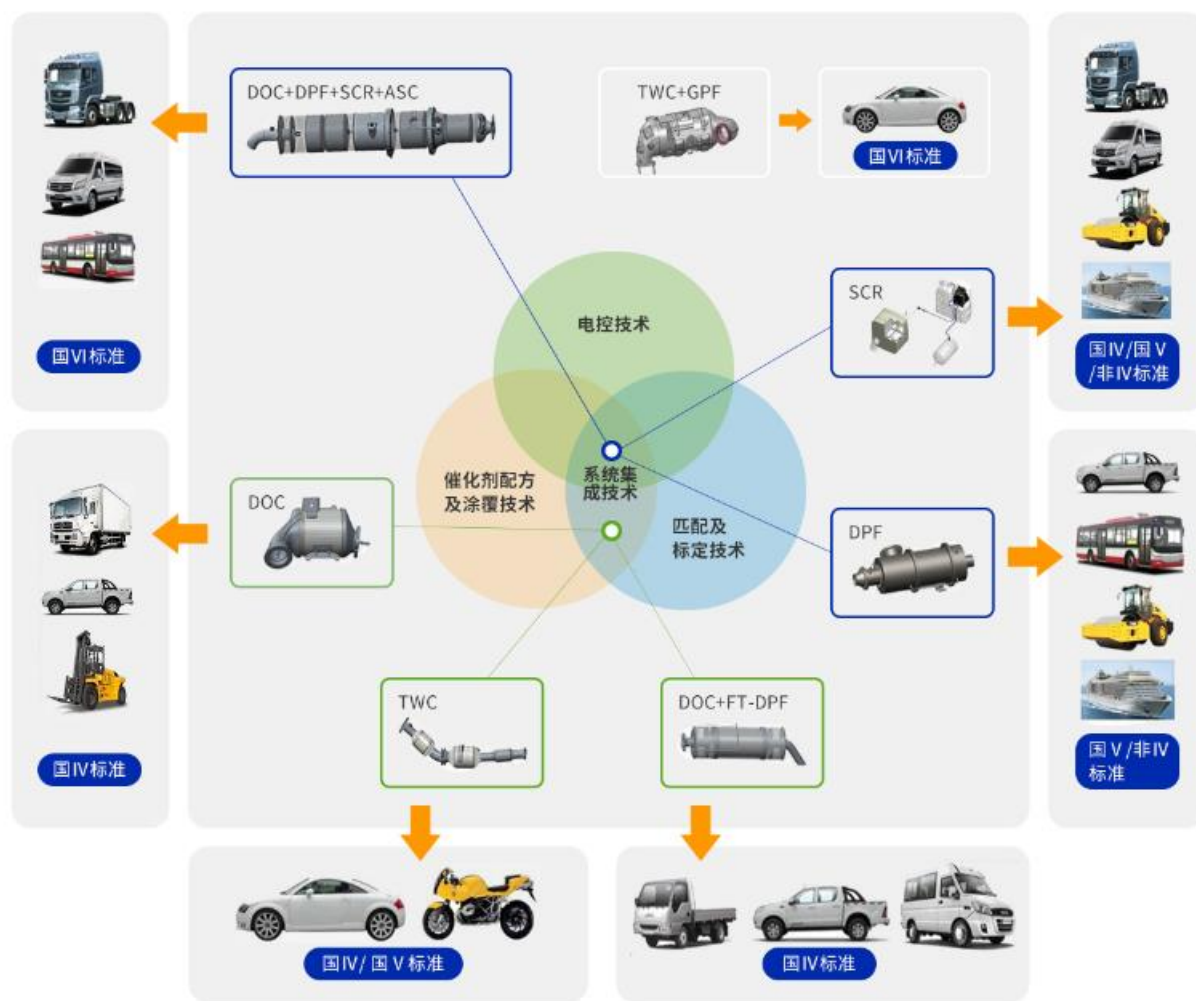 DOC+DPF+SCR+ASC
TWC+GPF
国Ⅵ标准
国Ⅵ标准
SCR
国Ⅳ/国Ⅴ
/非Ⅳ标准
电控技术
催化剂配方
及涂覆技术
系统集
成技术
匹配及
标定技术
DOC
国Ⅳ标准
DPF
国Ⅴ/非Ⅳ
标准
TWC
DOC+FT-DPF
国Ⅳ/国Ⅴ标准
国Ⅳ标准